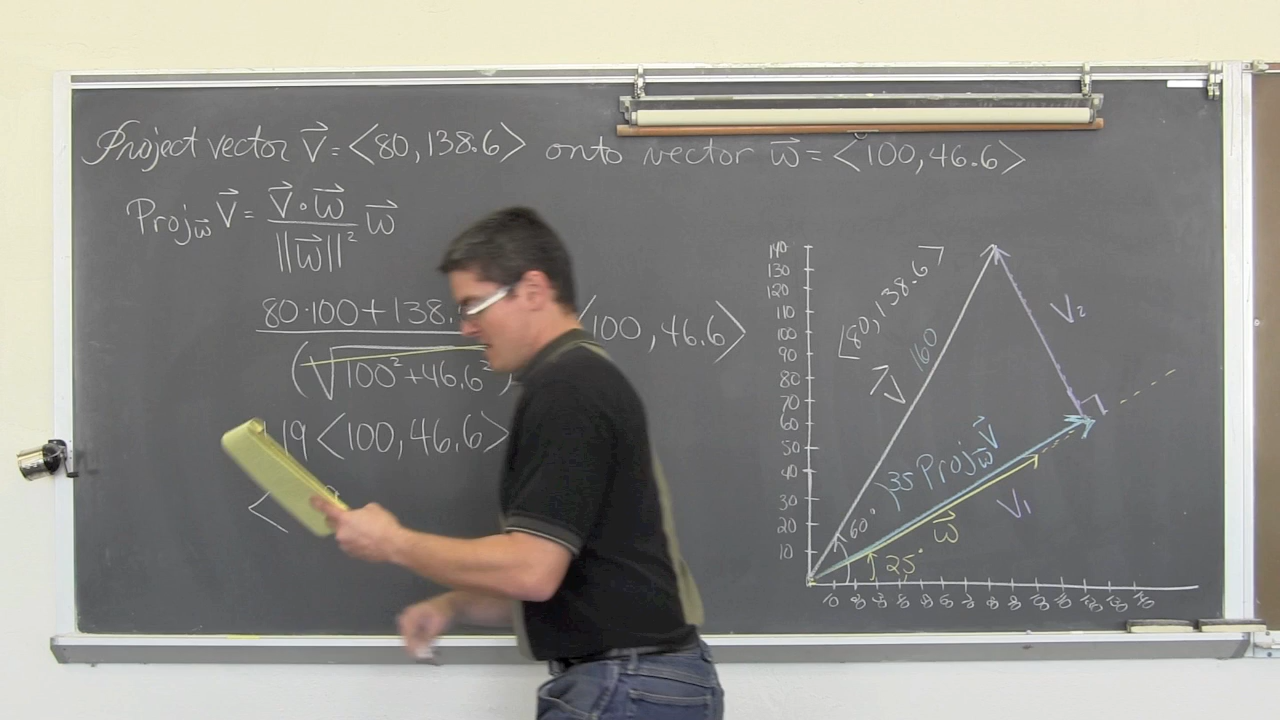 Project vector V⃗ = <80, 138.6> onto vector w⃗ = <100, 46.6>
Proj_w⃗ V⃗ = (V⃗ · w⃗) / ||w⃗||² w⃗
80·100 + 138. <100, 46.6>
(√100² + 46.6²
19 <100, 46.6>
<
140
130
120
110
100
90
80
70
60
50
40
30
20
10
<80, 138.6>
V⃗ 160
V₂
35 Proj_w⃗ V⃗
60°
w⃗
V₁
25°
10